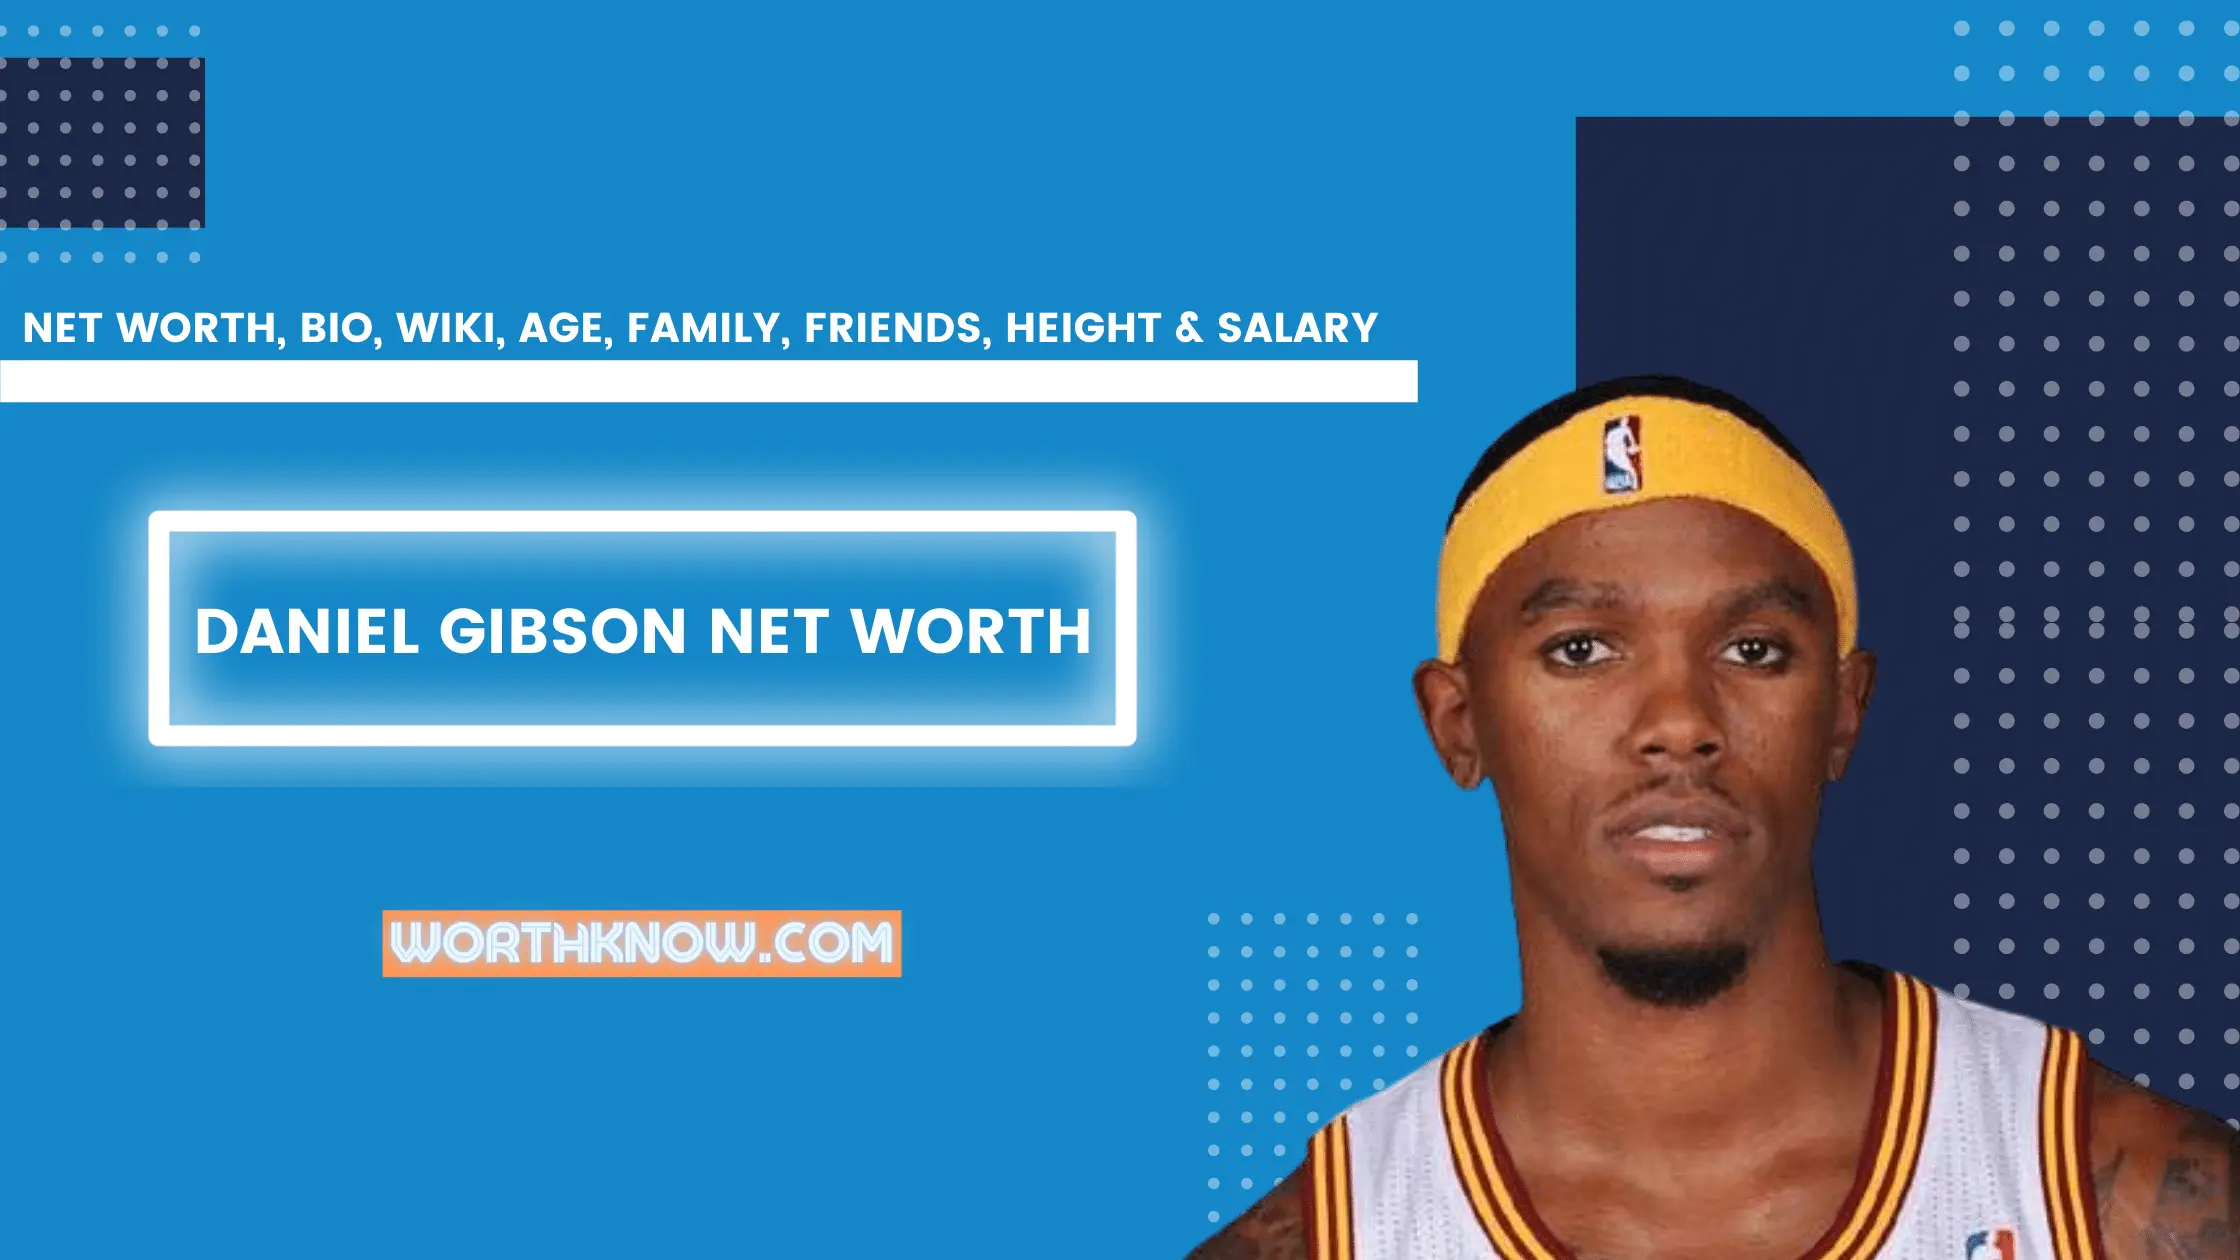 NET WORTH, BIO, WIKI, AGE, FAMILY, FRIENDS, HEIGHT & SALARY
DANIEL GIBSON NET WORTH
WORTHKNOW.COM